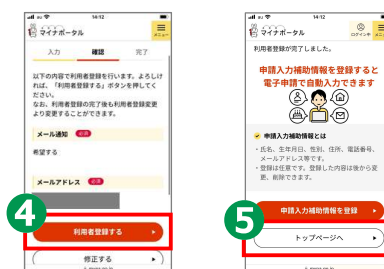 au 14:12
マイナポータル
メニュー
入力 確認 完了
以下の内容で利用者登録を行います。よろしけ
れば、「利用者登録する」ボタンを押してく
ださい。
なお、利用者登録の完了後も利用者登録変更
より変更することができます。
メール通知 必須
希望する
メールアドレス 必須
4
利用者登録する
修正する
au 14:12
マイナポータル
ログイン中 メニュー
利用者登録が完了しました。
申請入力補助情報を登録すると
電子申請で自動入力できます
申請入力補助情報とは
・氏名、生年月日、性別、住所、電話番号、
メールアドレス等です。
・登録は任意です。登録した内容は後から変
更、削除できます。
申請入力補助情報を登録
5
トップページへ